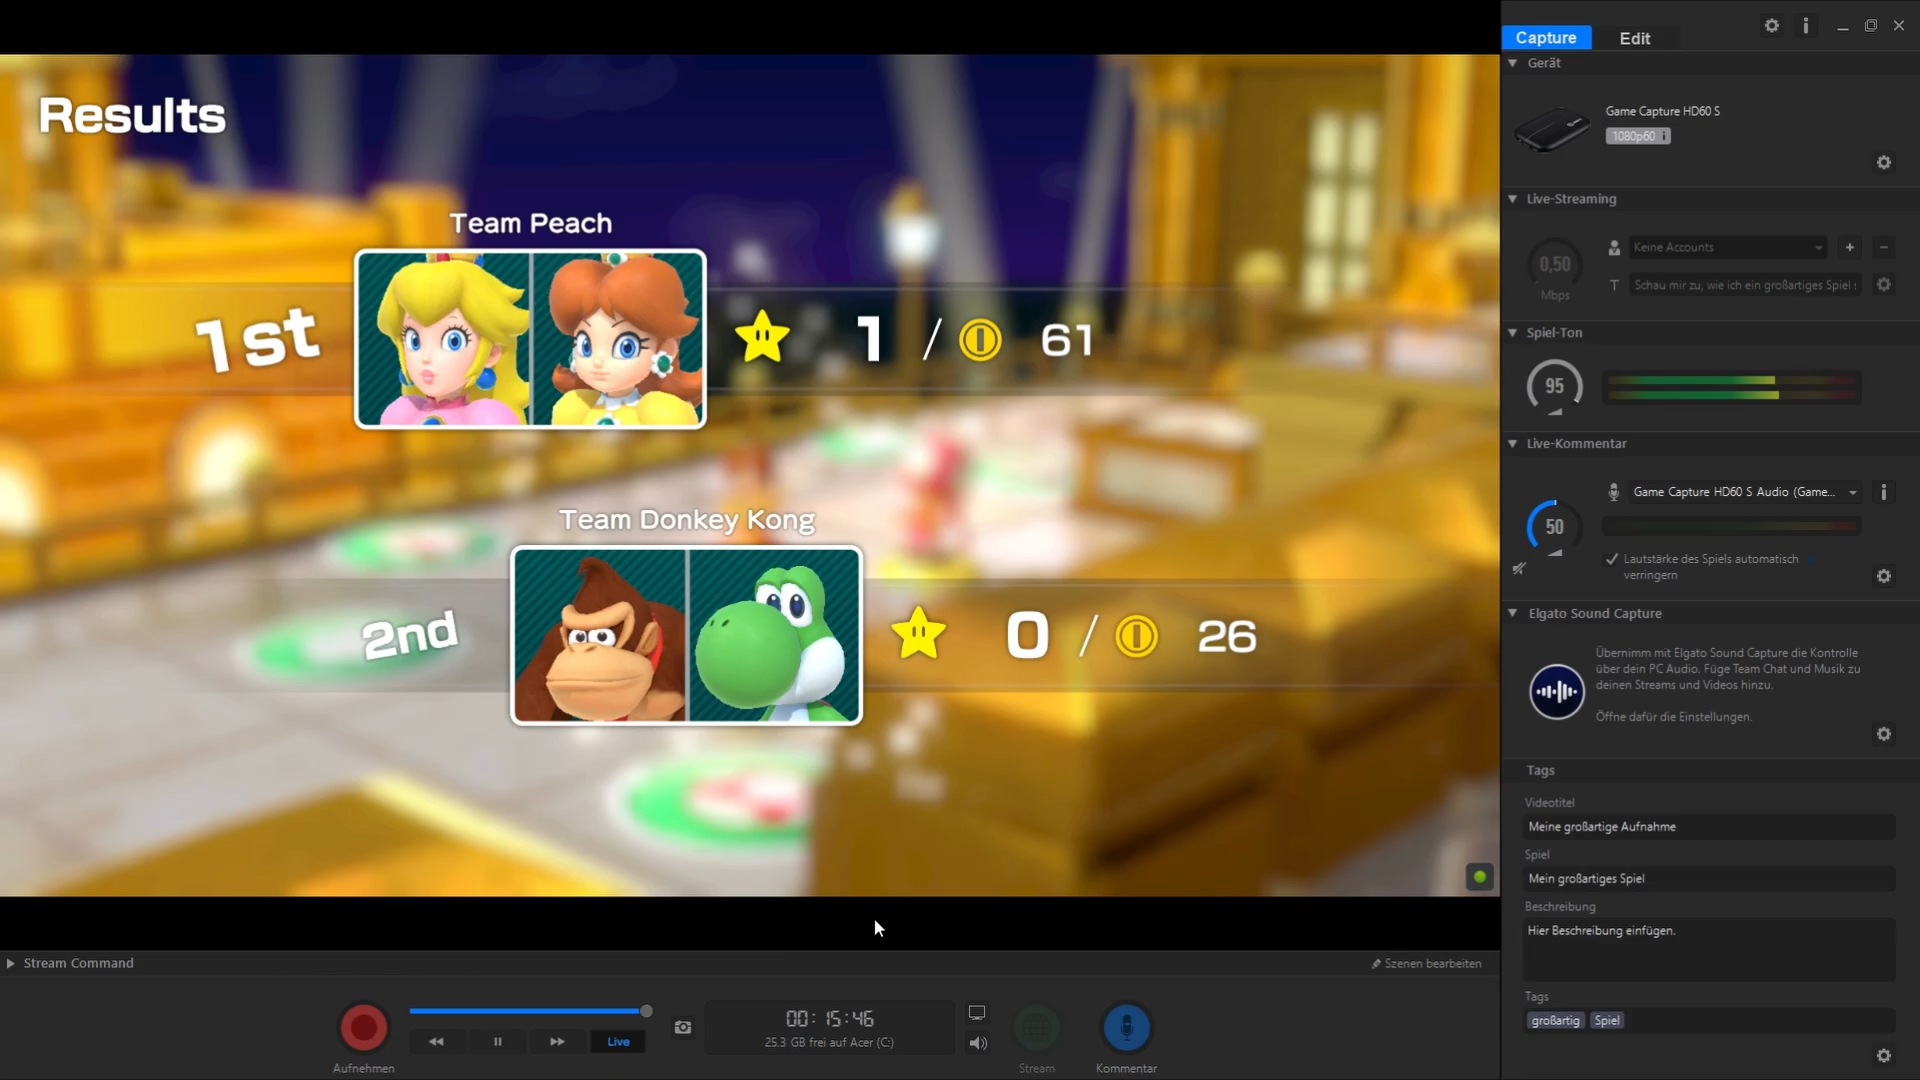 Results
Team Peach
1st
1 / 61
Team Donkey Kong
2nd
0 / 26
Capture
Edit
Gerät
Game Capture HD60 S
1080p60 i
Live-Streaming
0,50
Mbps
Keine Accounts
T
Schau mir zu, wie ich ein großartiges Spiel
Spiel-Ton
95
Live-Kommentar
Game Capture HD60 S Audio (Game...
50
Lautstärke des Spiels automatisch
verringern
Elgato Sound Capture
Übernimm mit Elgato Sound Capture die Kontrolle
über dein PC Audio. Füge Team Chat und Musik zu
deinen Streams und Videos hinzu.
Öffne dafür die Einstellungen.
Tags
Videotitel
Meine großartige Aufnahme
Spiel
Mein großartiges Spiel
Beschreibung
Hier Beschreibung einfügen.
Tags
großartig Spiel
Stream Command
Szenen bearbeiten
Aufnehmen
Live
00:15:46
25.3 GB frei auf Acer (C:)
Stream
Kommentar